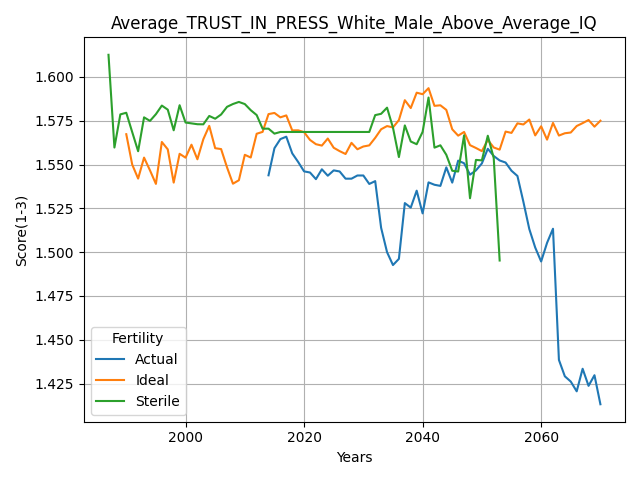 Average_TRUST_IN_PRESS_White_Male_Above_Average_IQ
1.600
1.575
1.550
1.525
1.500
1.475
1.450
1.425
Score(1-3)
Fertility
Actual
Ideal
Sterile
2000
2020
2040
2060
Years